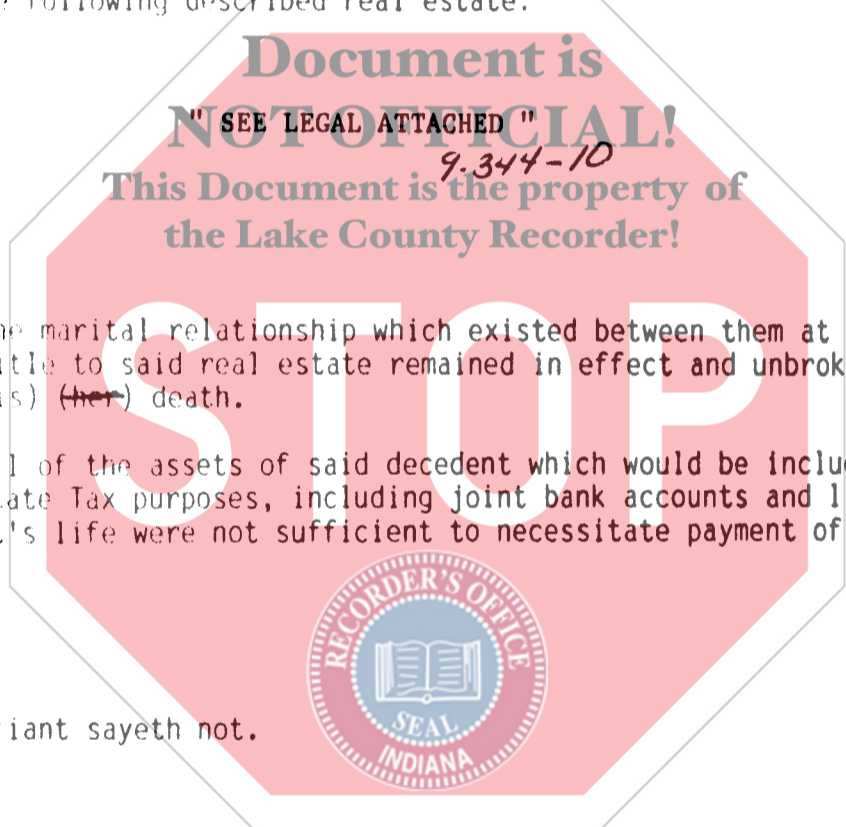 following described real estate:
Document is
NOT OFFICIAL!
" SEE LEGAL ATTACHED "
9-344-10
This Document is the property of
the Lake County Recorder!
STOP
marital relationship which existed between them at
to said real estate remained in effect and unbrok
s) (her) death.
l of the assets of said decedent which would be inclu
ate Tax purposes, including joint bank accounts and l
's life were not sufficient to necessitate payment of
RECORDER'S OFFICE
SEAL
INDIANA
iant sayeth not.